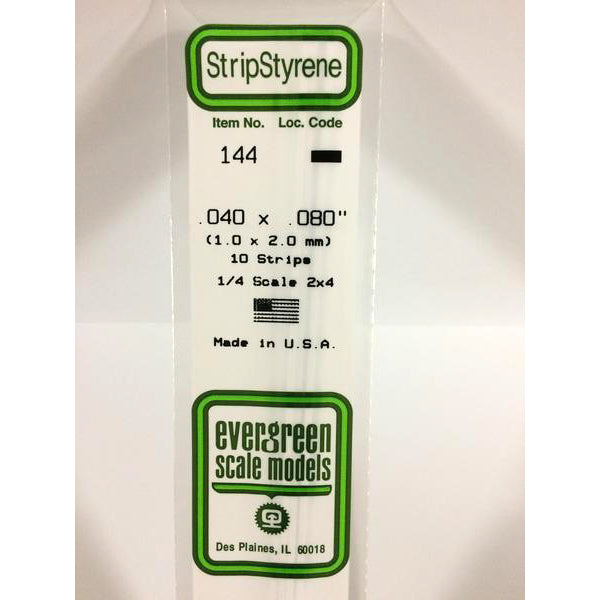 StripStyrene
Item No. Loc. Code
144
.040 x .080"
(1.0 x 2.0 mm)
10 Strips
1/4 Scale 2x4
Made in U.S.A.
evergreen
scale models
Des Plaines, IL 60018